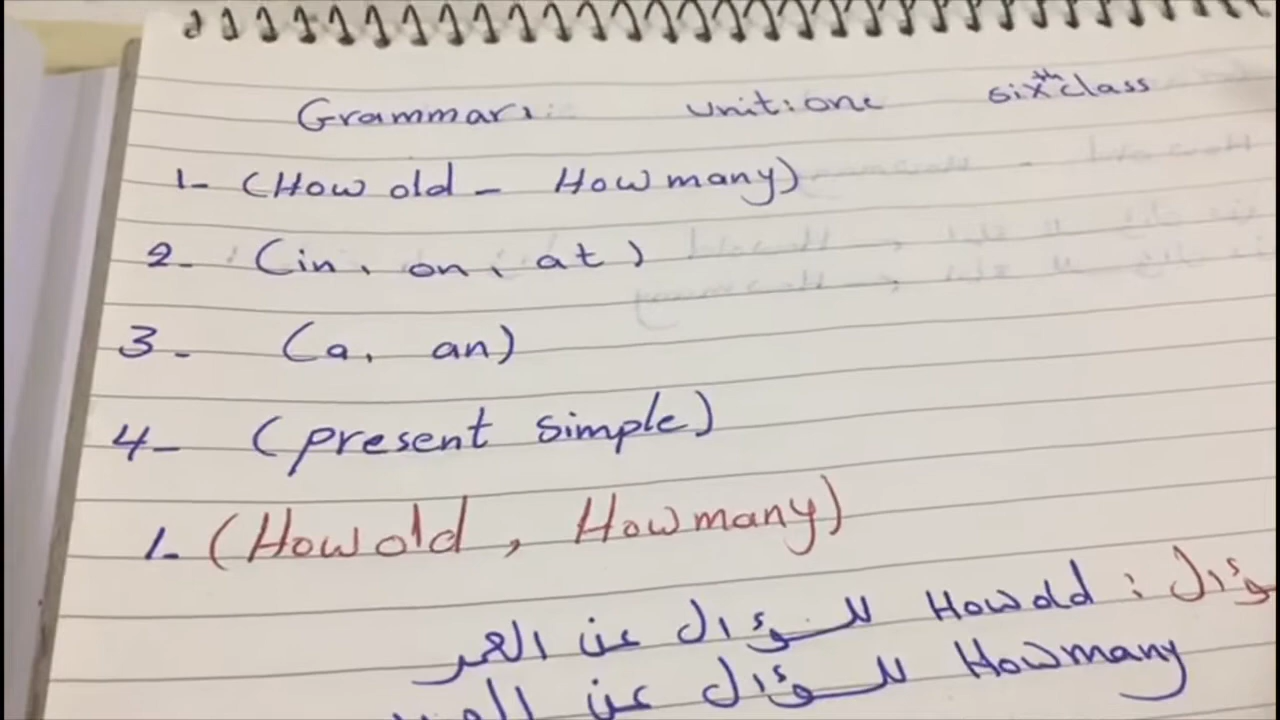 Grammar: unit: one sixth class
1- (How old - How many)
2- (in, on, at)
3- (a, an)
4- (present simple)
1- (How old, How many)
How old : للسؤال عن العمر
How many للسؤال عن